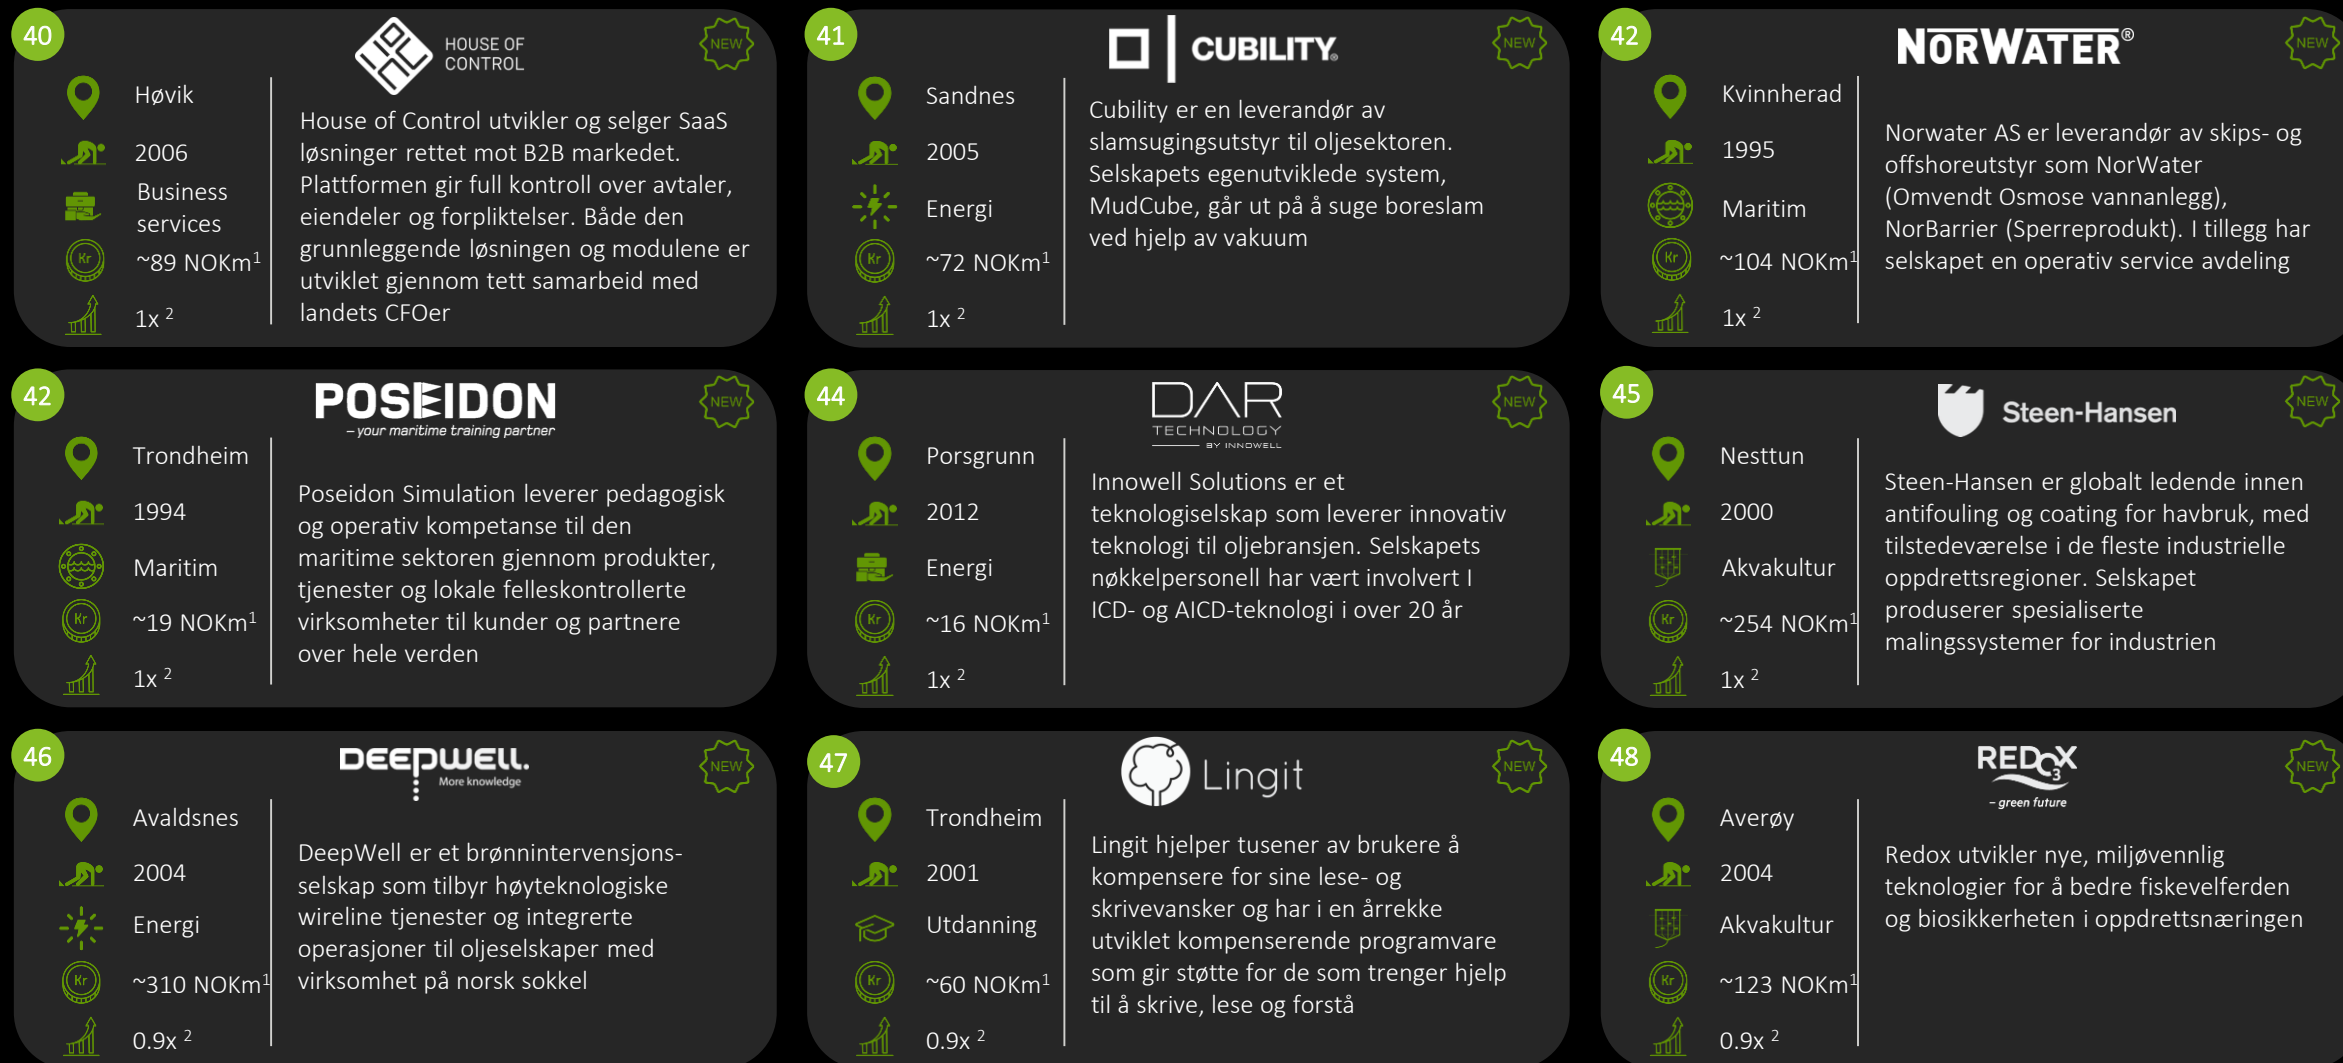 40
HOUSE OF
CONTROL
NEW
Høvik
2006
Business
services
Kr
~89 NOKm1
1x 2
House of Control utvikler og selger SaaS
løsninger rettet mot B2B markedet.
Plattformen gir full kontroll over avtaler,
eiendeler og forpliktelser. Både den
grunnleggende løsningen og modulene er
utviklet gjennom tett samarbeid med
landets CFOer
41
CUBILITY®
NEW
Sandnes
2005
Energi
Kr
~72 NOKm1
1x 2
Cubility er en leverandør av
slamsugingsutstyr til oljesektoren.
Selskapets egenutviklede system,
MudCube, går ut på å suge boreslam
ved hjelp av vakuum
42
NORWATER®
NEW
Kvinnherad
1995
Maritim
Kr
~104 NOKm1
1x 2
Norwater AS er leverandør av skips- og
offshoreutstyr som NorWater
(Omvendt Osmose vannanlegg),
NorBarrier (Sperreprodukt). I tillegg har
selskapet en operativ service avdeling
42
POSEIDON
– your maritime training partner
NEW
Trondheim
1994
Maritim
Kr
~19 NOKm1
1x 2
Poseidon Simulation leverer pedagogisk
og operativ kompetanse til den
maritime sektoren gjennom produkter,
tjenester og lokale felleskontrollerte
virksomheter til kunder og partnere
over hele verden
44
DAR
TECHNOLOGY
BY INNOWELL
NEW
Porsgrunn
2012
Energi
Kr
~16 NOKm1
1x 2
Innowell Solutions er et
teknologiselskap som leverer innovativ
teknologi til oljebransjen. Selskapets
nøkkelpersonell har vært involvert I
ICD- og AICD-teknologi i over 20 år
45
Steen-Hansen
NEW
Nesttun
2000
Akvakultur
Kr
~254 NOKm1
1x 2
Steen-Hansen er globalt ledende innen
antifouling og coating for havbruk, med
tilstedeværelse i de fleste industrielle
oppdrettsregioner. Selskapet
produserer spesialiserte
malingssystemer for industrien
46
DEEPWELL.
More knowledge
NEW
Avaldsnes
2004
Energi
Kr
~310 NOKm1
0.9x 2
DeepWell er et brønnintervensjons-
selskap som tilbyr høyteknologiske
wireline tjenester og integrerte
operasjoner til oljeselskaper med
virksomhet på norsk sokkel
47
Lingit
NEW
Trondheim
2001
Utdanning
Kr
~60 NOKm1
0.9x 2
Lingit hjelper tusener av brukere å
kompensere for sine lese- og
skrivevansker og har i en årrekke
utviklet kompenserende programvare
som gir støtte for de som trenger hjelp
til å skrive, lese og forstå
48
REDOX
3
– green future
NEW
Averøy
2004
Akvakultur
Kr
~123 NOKm1
0.9x 2
Redox utvikler nye, miljøvennlig
teknologier for å bedre fiskevelferden
og biosikkerheten i oppdrettsnæringen